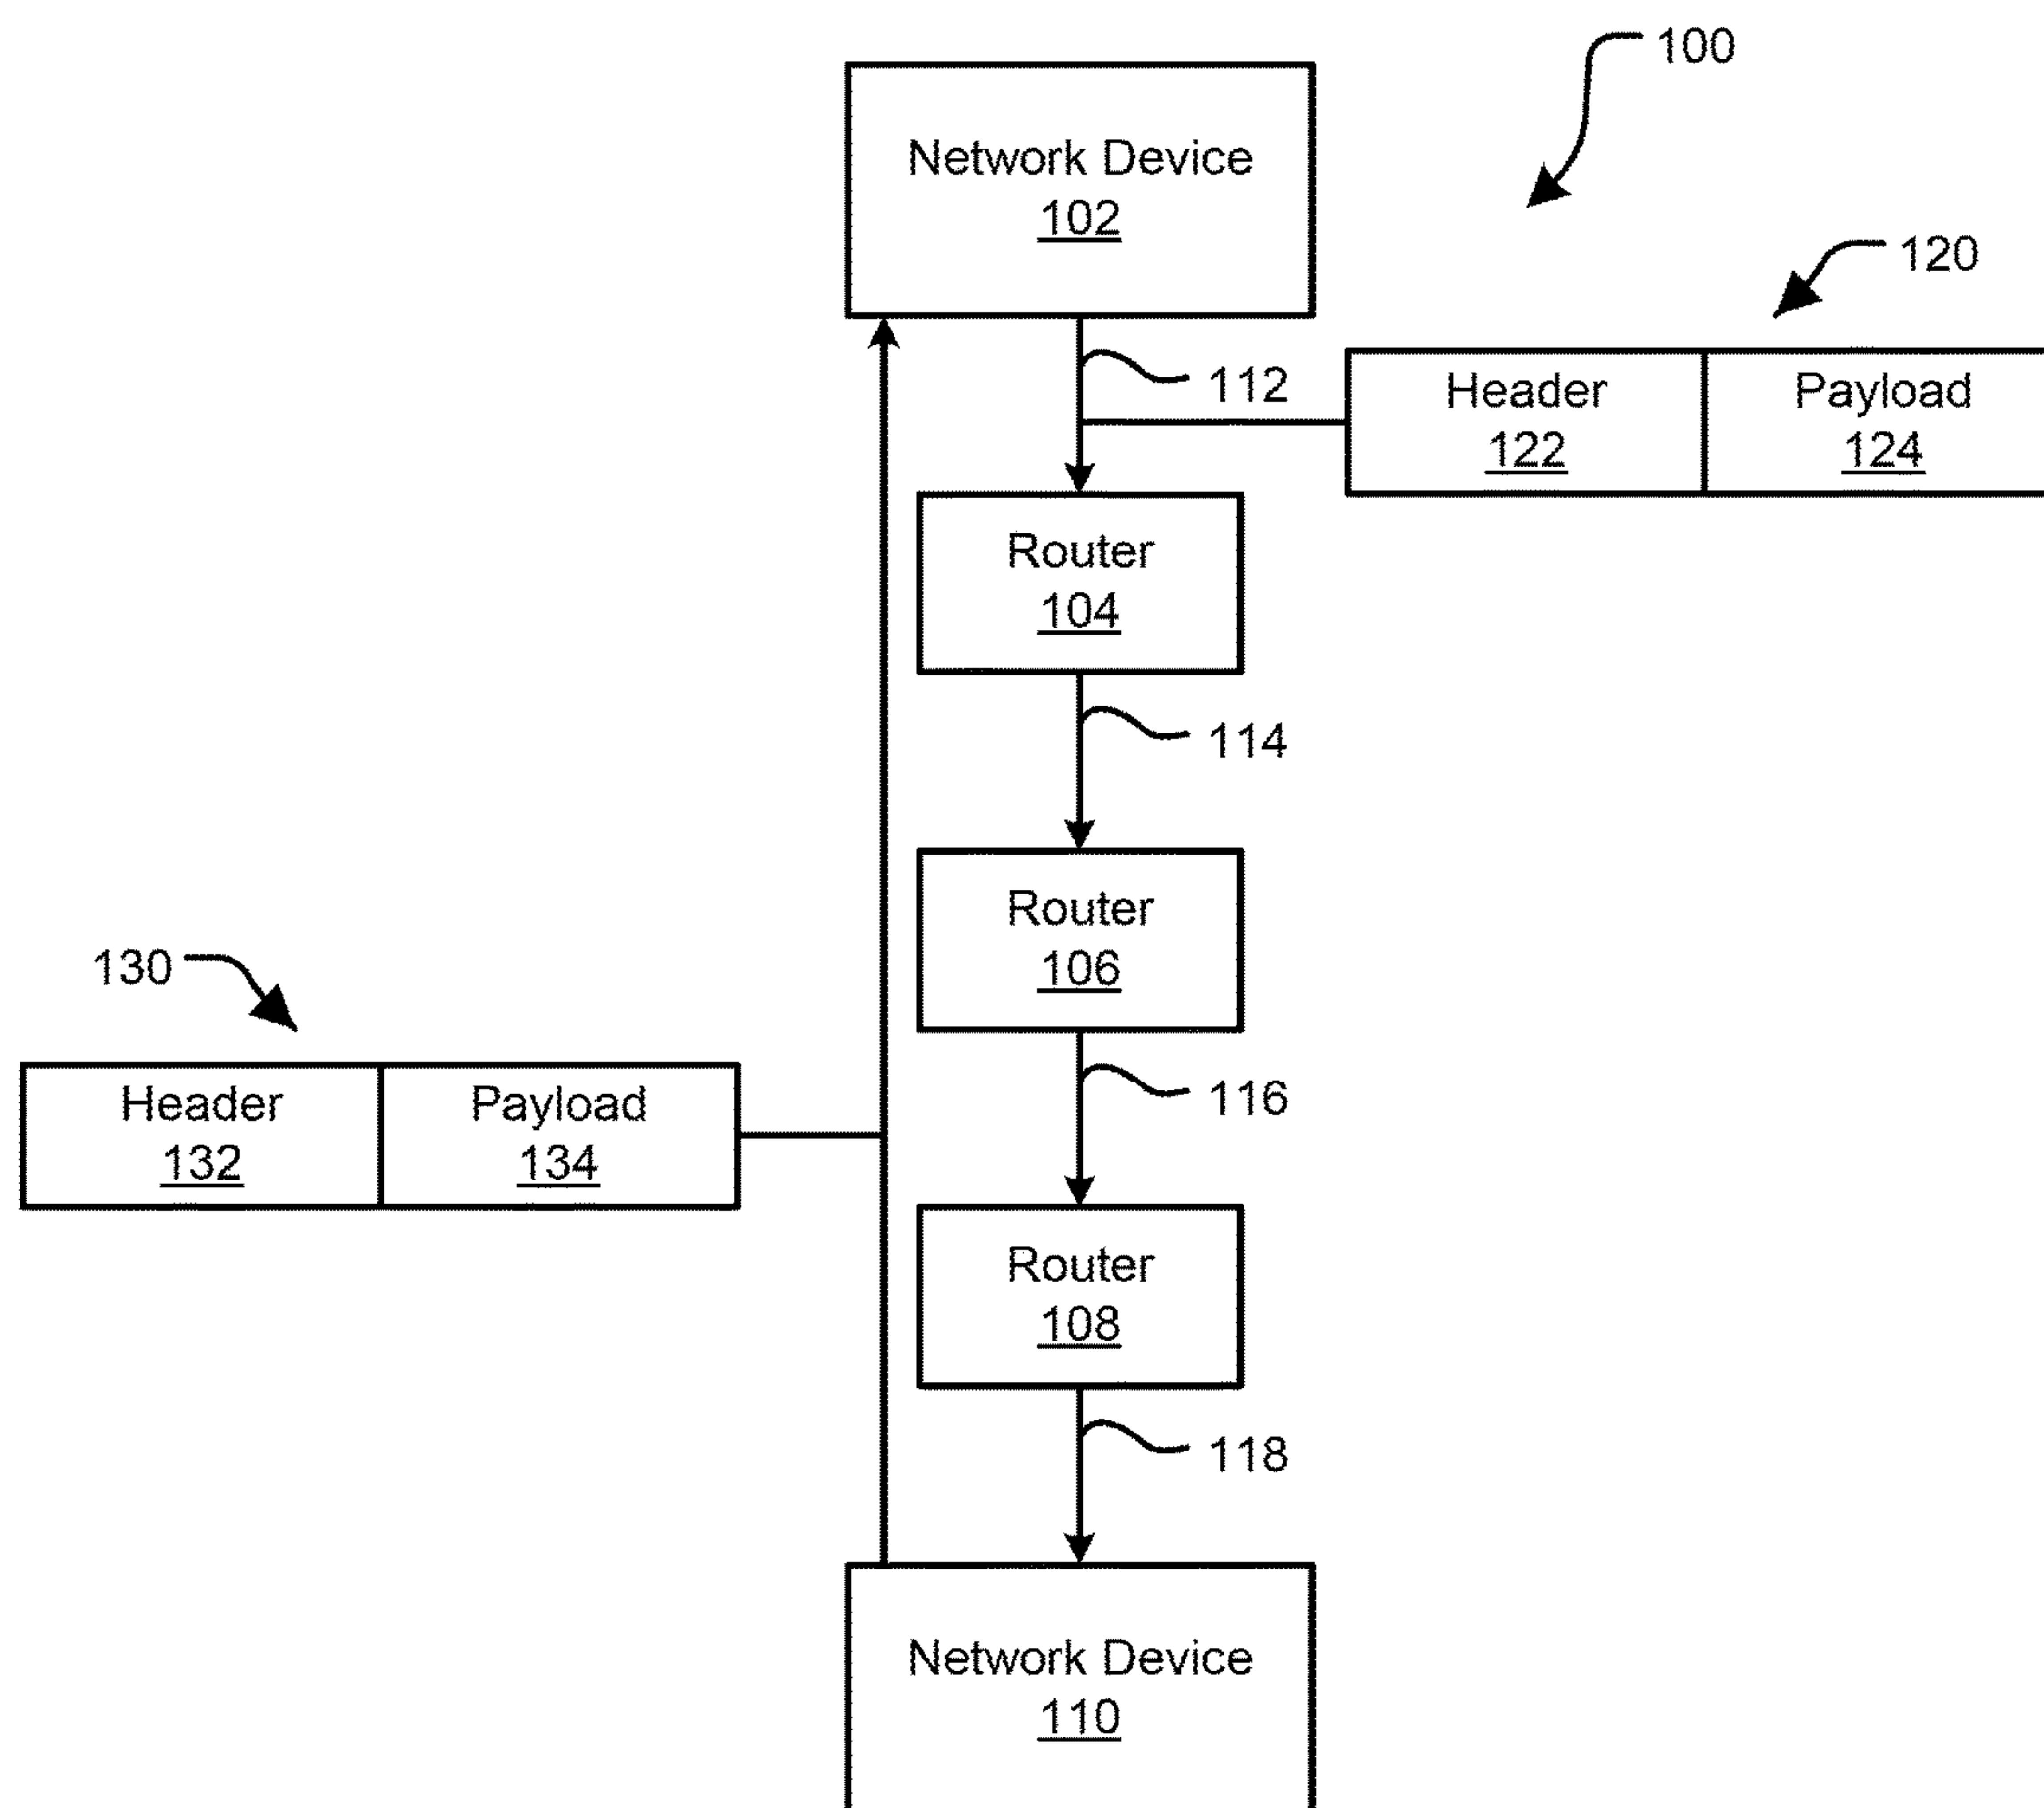 100
Network Device
102
120
112
Header
122
Payload
124
Router
104
114
Router
106
130
Header
132
Payload
134
116
Router
108
118
Network Device
110